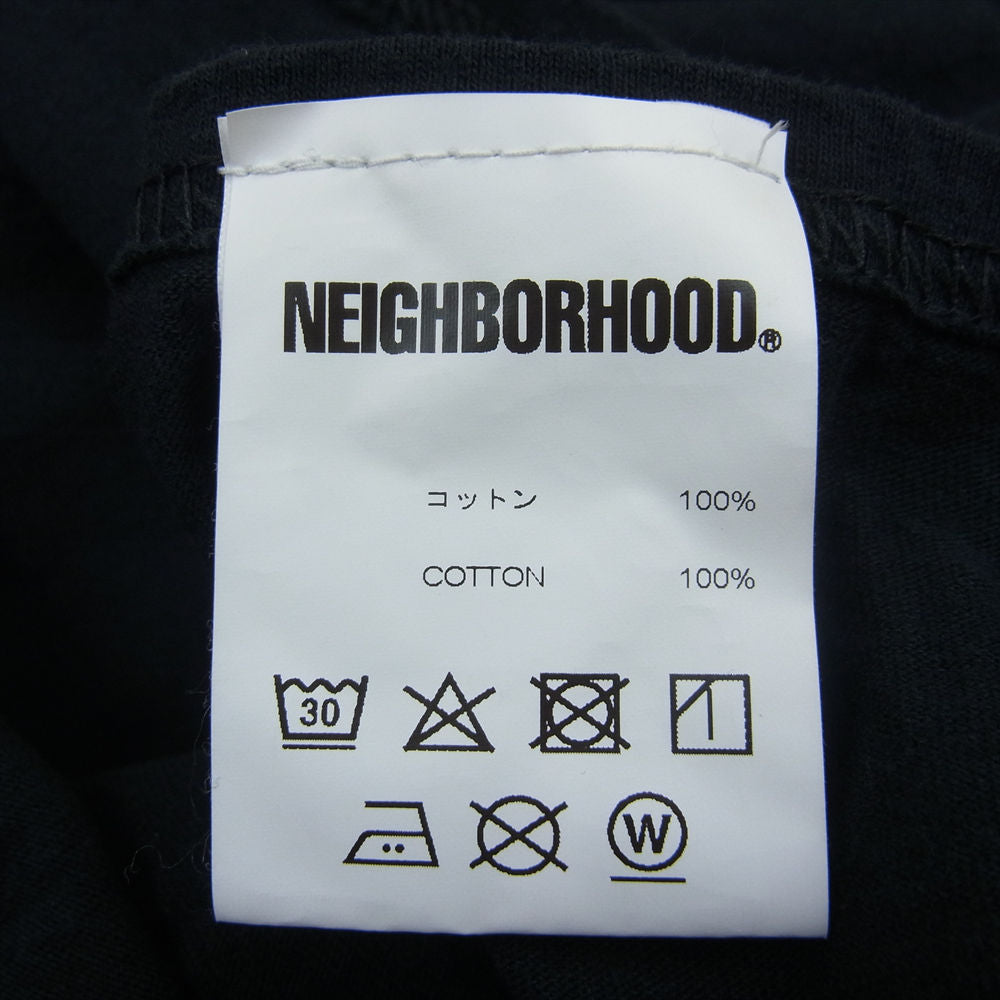 NEIGHBORHOOD®
コットン 100%
COTTON 100%
30
W